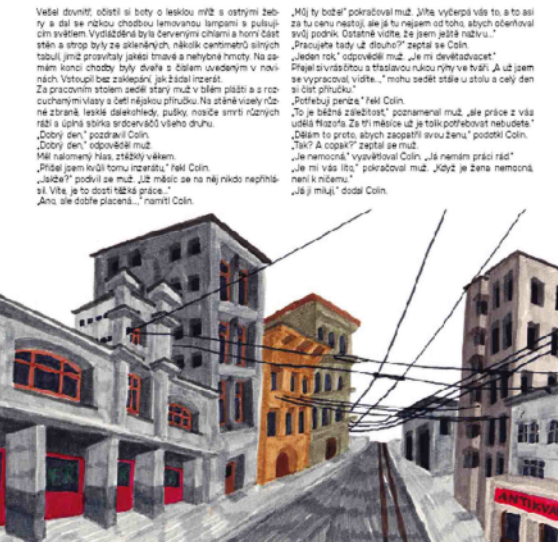 Vešel dovnitř, očistil si boty o lesklou mříž s ostrými žeb-
ry a dal se nízkou chodbou lemovanou lampami s pulsují-
cím světlem. Vydlážděná byla červenými cihlami a horní část
stěn a strop byly ze skleněných, několik centimetrů silných
tabulí, jimiž prosvítaly jakési tmavé a nehybné hmoty. Na sa-
mém konci chodby byly dveře s číslem uvedeným v novi-
nách. Vstoupil bez zaklepání, jak žádal inzerát.
Za pracovním stolem seděl starý muž v bílém plášti a s roz-
cuchanými vlasy a četl nějakou příručku. Na stěně visely růz-
né zbraně, lesklé dalekohledy, pušky, nosiče smrti různých
ráží a úplná sbírka srdcervačů všeho druhu.
„Dobrý den,“ pozdravil Colin.
„Dobrý den,“ odpověděl muž.
Měl nalomený hlas, ztěžklý věkem.
„Přišel jsem kvůli tomu inzerátu,“ řekl Colin.
„Jakže?“ podivil se muž. „Už měsíc se na něj nikdo nepřihlá-
sil. Víte, je to dosti těžká práce...“
„Ano, ale dobře placená...,“ namítl Colin.
„Můj ty bože!“ pokračoval muž. „Víte, vyčerpá vás to, a to asi
za tu cenu nestojí, ale já tu nejsem od toho, abych očerňoval
svůj podnik. Ostatně vidíte, že jsem ještě naživu...“
„Pracujete tady už dlouho?“ zeptal se Colin.
„Jeden rok,“ odpověděl muž. „Je mi devětadvacet.“
Přejel si vrásčitou a třaslavou rukou rýhy ve tváři. „A už jsem
se vypracoval, vidíte..., mohu sedět stále u stolu a celý den
si číst příručku.“
„Potřebuji peníze,“ řekl Colin.
„To je běžná záležitost,“ poznamenal muž, „ale práce z vás
udělá filozofa. Za tři měsíce už je tolik potřebovat nebudete.“
„Dělám to proto, abych zaopatřil svou ženu,“ podotkl Colin.
„Tak? A copak?“ zeptal se muž.
„Je nemocná,“ vysvětloval Colin. „Já nemám práci rád.“
„Je mi vás líto,“ pokračoval muž. „Když je žena nemocná,
není k ničemu.“
„Já ji miluji,“ dodal Colin.
ANTIKVA